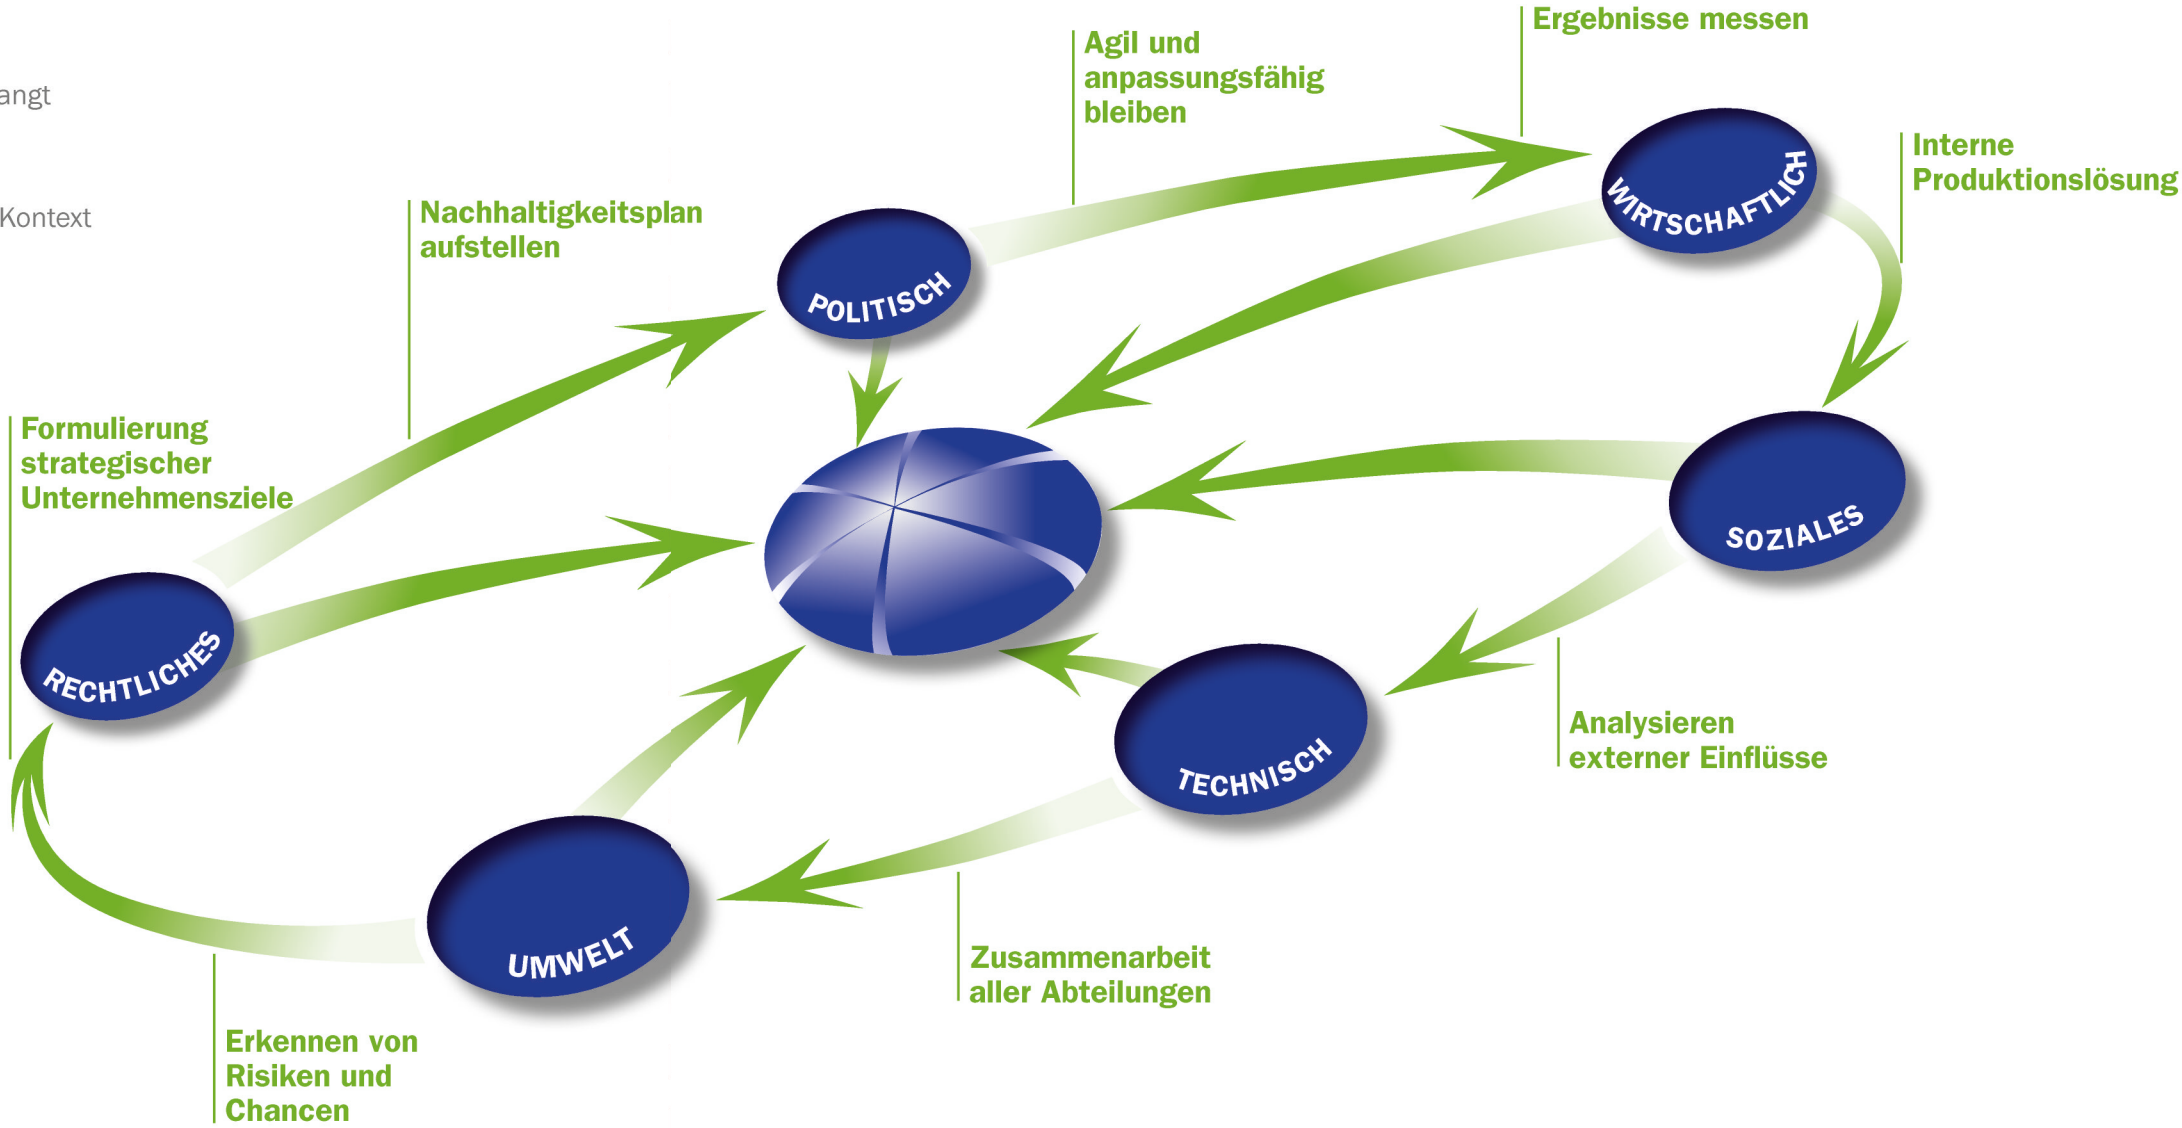 Ergebnisse messen
Agil und
anpassungsfähig
bleiben
angt
Interne
Produktionslösung
WIRTSCHAFTLICH
Kontext
Nachhaltigkeitsplan
aufstellen
POLITISCH
Formulierung
strategischer
Unternehmensziele
SOZIALES
RECHTLICHES
TECHNISCH
Analysieren
externer Einflüsse
UMWELT
Zusammenarbeit
aller Abteilungen
Erkennen von
Risiken und
Chancen